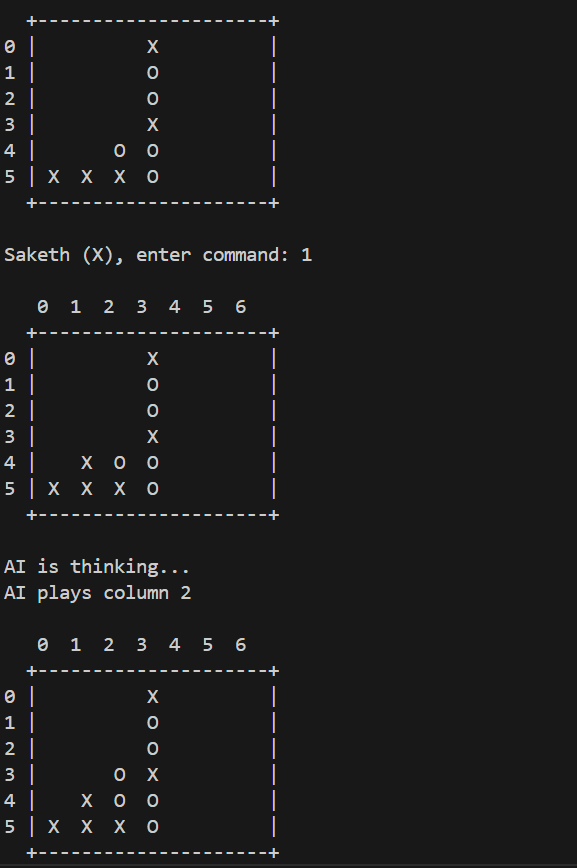 +---------------------+
0 |          X          |
1 |          O          |
2 |          O          |
3 |          X          |
4 |       O  O          |
5 | X  X  X  O          |
  +---------------------+
Saketh (X), enter command: 1
   0  1  2  3  4  5  6
  +---------------------+
0 |          X          |
1 |          O          |
2 |          O          |
3 |          X          |
4 |    X  O  O          |
5 | X  X  X  O          |
  +---------------------+
AI is thinking...
AI plays column 2
   0  1  2  3  4  5  6
  +---------------------+
0 |          X          |
1 |          O          |
2 |          O          |
3 |       O  X          |
4 |    X  O  O          |
5 | X  X  X  O          |
  +---------------------+